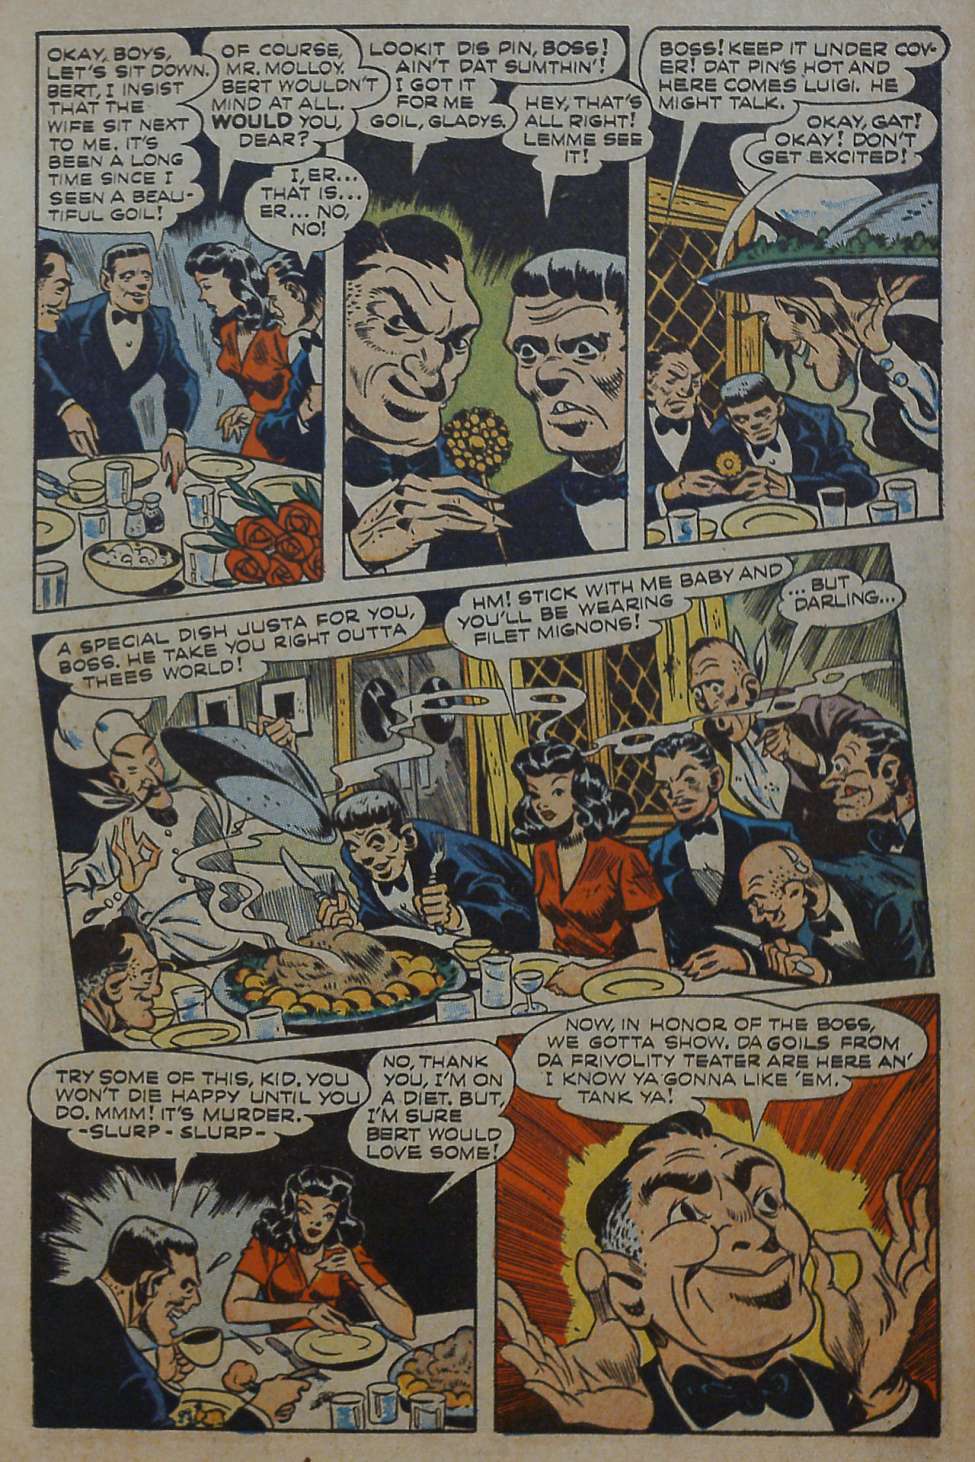 OKAY, BOYS,
LET'S SIT DOWN.
BERT, I INSIST
THAT THE
WIFE SIT NEXT
TO ME. IT'S
BEEN A LONG
TIME SINCE I
SEEN A BEAU-
TIFUL GOIL!
OF COURSE,
MR. MOLLOY.
BERT WOULDN'T
MIND AT ALL.
WOULD YOU,
DEAR?
I, ER...
THAT IS...
ER... NO,
NO!
LOOKIT DIS PIN, BOSS!
AIN'T DAT SUMTHIN'!
I GOT IT
FOR ME
GOIL, GLADYS.
HEY, THAT'S
ALL RIGHT!
LEMME SEE
IT!
BOSS! KEEP IT UNDER COV-
ER! DAT PIN'S HOT AND
HERE COMES LUIGI. HE
MIGHT TALK.
OKAY, GAT!
OKAY! DON'T
GET EXCITED!
A SPECIAL DISH JUSTA FOR YOU,
BOSS. HE TAKE YOU RIGHT OUTTA
THEES WORLD!
HM! STICK WITH ME BABY AND
YOU'LL BE WEARING
FILET MIGNONS!
...BUT
DARLING...
TRY SOME OF THIS, KID. YOU
WON'T DIE HAPPY UNTIL YOU
DO. MMM! IT'S MURDER.
-SLURP-SLURP-
NO, THANK
YOU, I'M ON
A DIET. BUT,
I'M SURE
BERT WOULD
LOVE SOME!
NOW, IN HONOR OF THE BOSS,
WE GOTTA SHOW. DA GOILS FROM
DA FRIVOLITY TEATER ARE HERE AN'
I KNOW YA GONNA LIKE 'EM.
TANK YA!